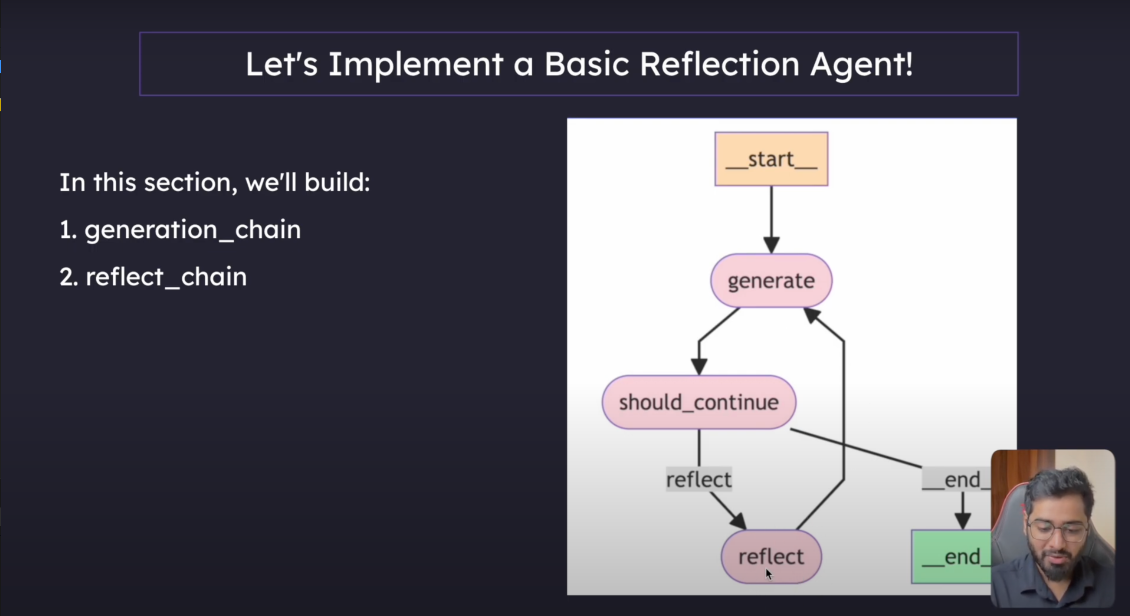 Let's Implement a Basic Reflection Agent!
In this section, we'll build:
1. generation_chain
2. reflect_chain
__start__
generate
should_continue
reflect
__end_
reflect
__end_